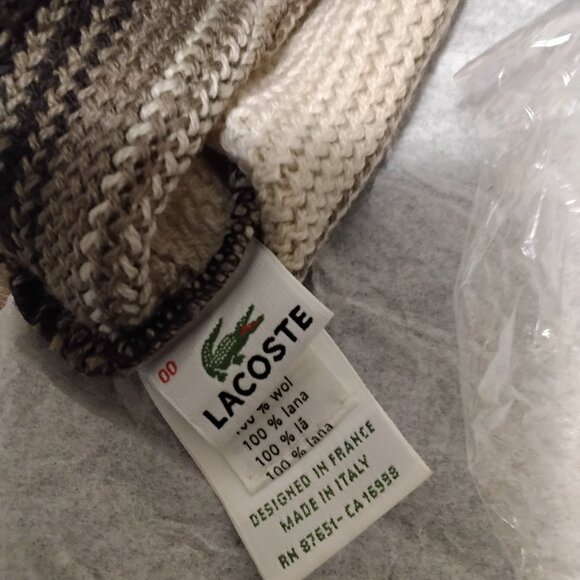 00
LACOSTE
100 % wol
100 % lana
100 % lã
100 % lana
DESIGNED IN FRANCE
MADE IN ITALY
RN 87651- CA 16998